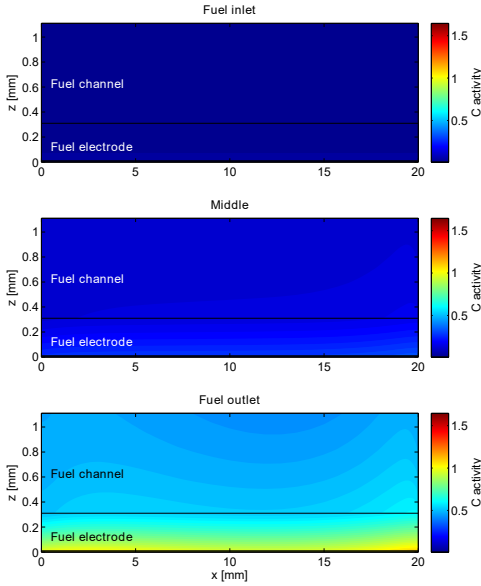 Fuel inlet
1
0.8
0.6
0.4
0.2
0
z [mm]
Fuel channel
Fuel electrode
0
5
10
15
20
1.5
1
0.5
C activity
Middle
1
0.8
0.6
0.4
0.2
0
z [mm]
Fuel channel
Fuel electrode
0
5
10
15
20
1.5
1
0.5
C activity
Fuel outlet
1
0.8
0.6
0.4
0.2
0
z [mm]
Fuel channel
Fuel electrode
0
5
10
15
20
x [mm]
1.5
1
0.5
C activity